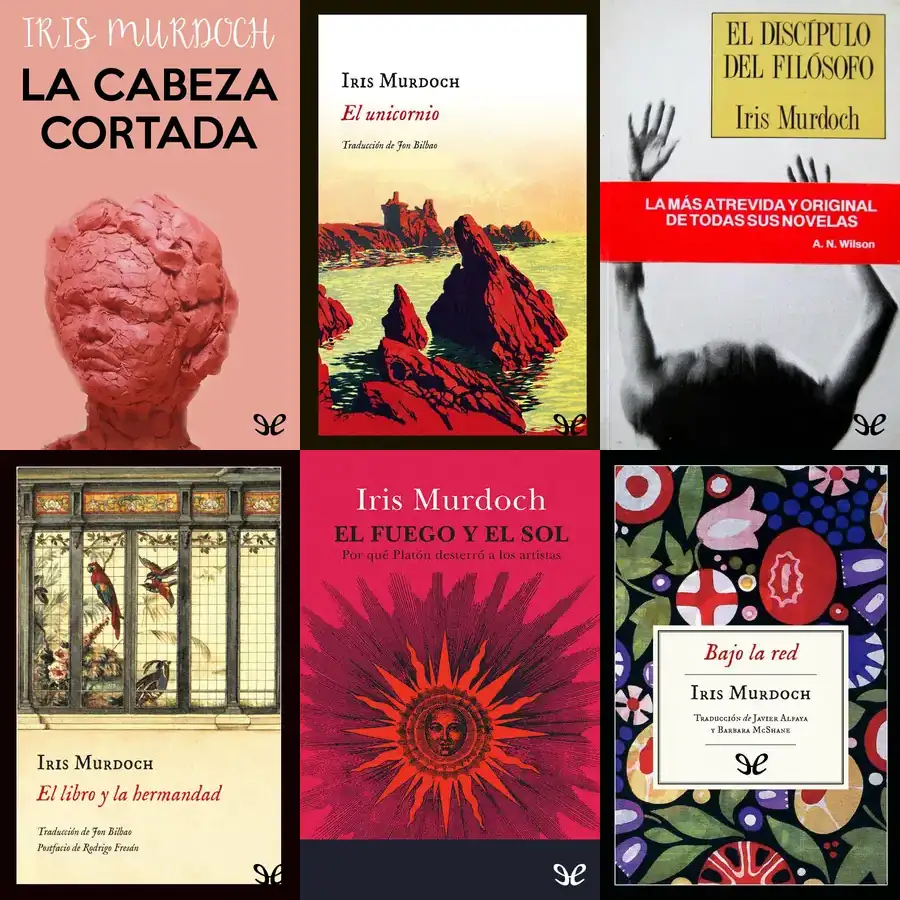 IRIS MURDOCH
LA CABEZA
CORTADA
IRIS MURDOCH
El unicornio
Traducción de Jon Bilbao
EL DISCÍPULO
DEL FILÓSOFO
Iris Murdoch
LA MÁS ATREVIDA Y ORIGINAL
DE TODAS SUS NOVELAS
A. N. Wilson
IRIS MURDOCH
El libro y la hermandad
Traducción de Jon Bilbao
Postfacio de Rodrigo Fresán
Iris Murdoch
EL FUEGO Y EL SOL
Por qué Platón desterró a los artistas
Bajo la red
IRIS MURDOCH
TRADUCCIÓN de JAVIER ALFAYA
Y BARBARA MCSHANE